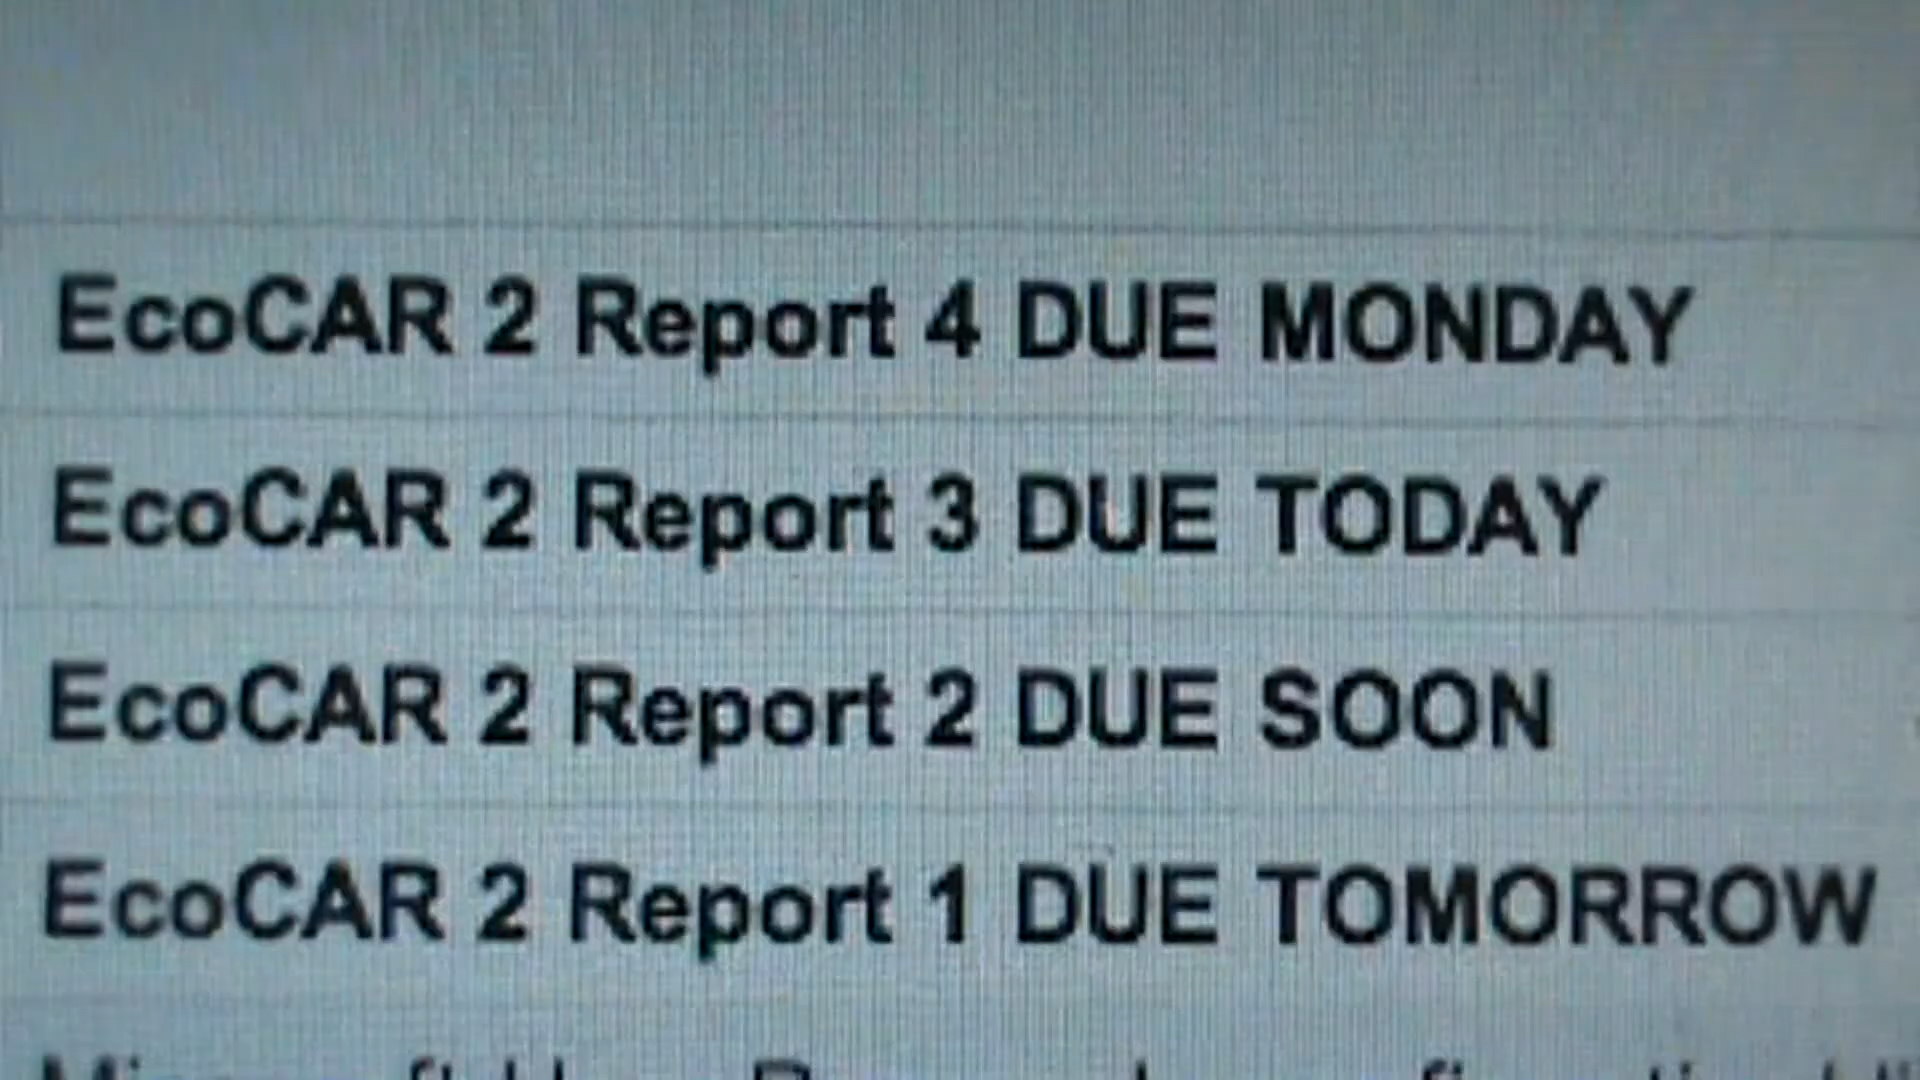 EcoCAR 2 Report 4 DUE MONDAY
EcoCAR 2 Report 3 DUE TODAY
EcoCAR 2 Report 2 DUE SOON
EcoCAR 2 Report 1 DUE TOMORROW